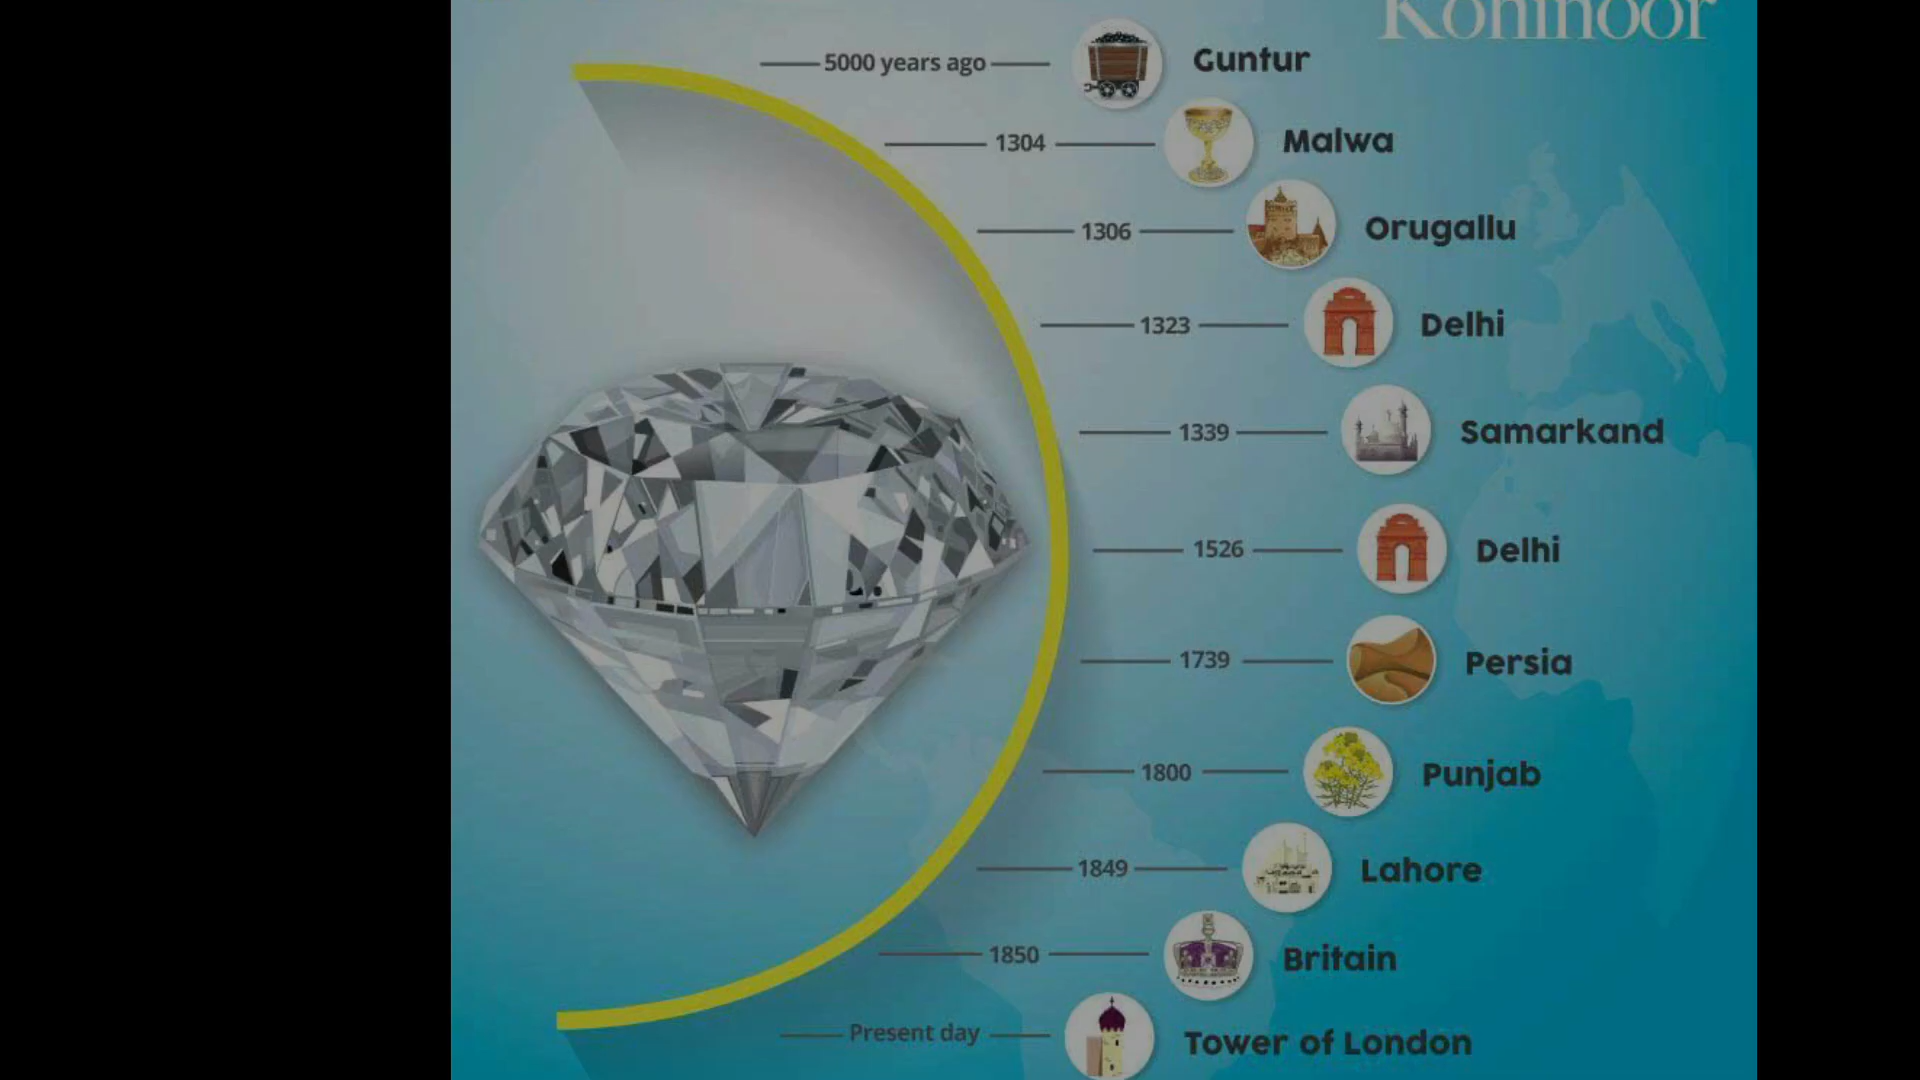 Kohinoor
5000 years ago Guntur
1304 Malwa
1306 Orugallu
1323 Delhi
1339 Samarkand
1526 Delhi
1739 Persia
1800 Punjab
1849 Lahore
1850 Britain
Present day Tower of London